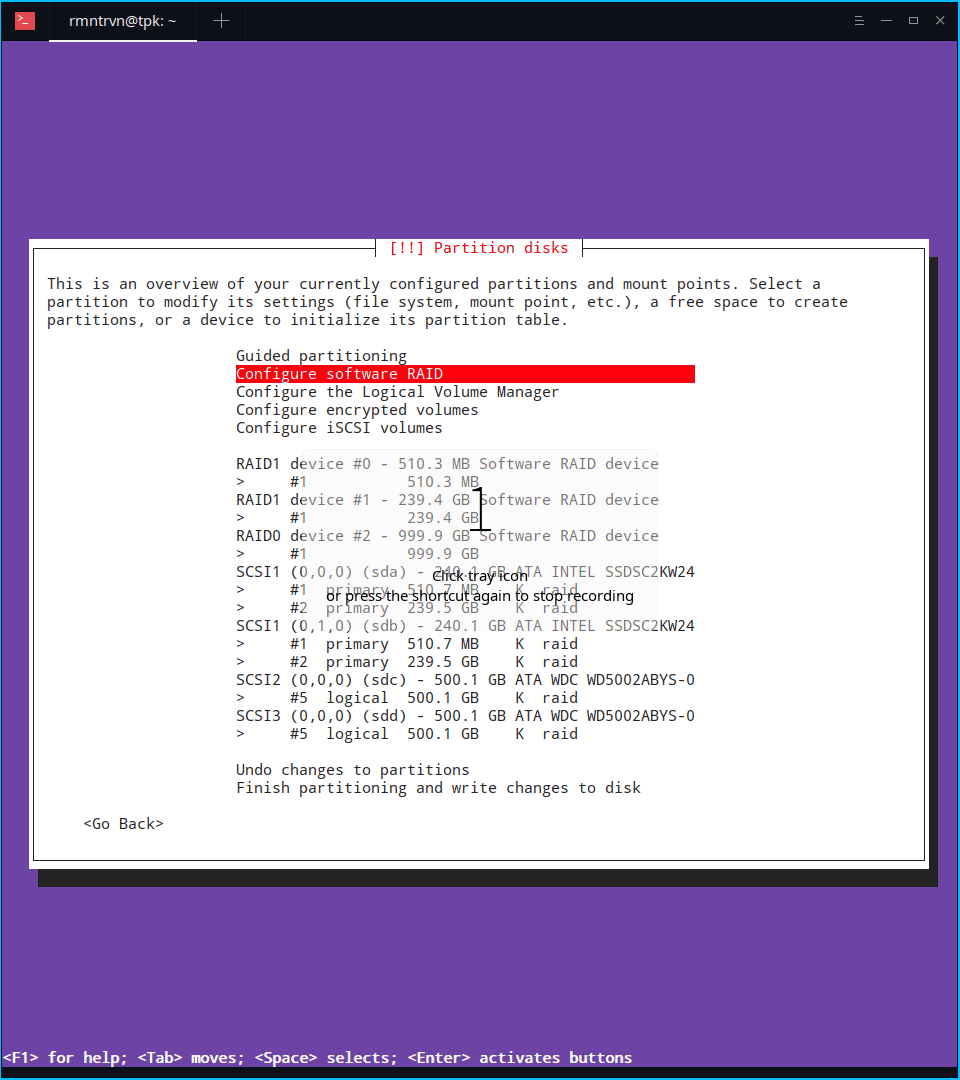 rmntrvn@tpk: ~
[!!] Partition disks
This is an overview of your currently configured partitions and mount points. Select a
partition to modify its settings (file system, mount point, etc.), a free space to create
partitions, or a device to initialize its partition table.
Guided partitioning
Configure software RAID
Configure the Logical Volume Manager
Configure encrypted volumes
Configure iSCSI volumes
RAID1 device #0 - 510.3 MB Software RAID device
> #1 510.3 MB
RAID1 device #1 - 239.4 GB Software RAID device
> #1 239.4 GB
RAID0 device #2 - 999.9 GB Software RAID device
> #1 999.9 GB
SCSI1 (0,0,0) (sda) - 240.1 GB ATA INTEL SSDSC2KW24
> #1 primary 510.7 MB K raid
> #2 primary 239.5 GB K raid
SCSI1 (0,1,0) (sdb) - 240.1 GB ATA INTEL SSDSC2KW24
> #1 primary 510.7 MB K raid
> #2 primary 239.5 GB K raid
SCSI2 (0,0,0) (sdc) - 500.1 GB ATA WDC WD5002ABYS-0
> #5 logical 500.1 GB K raid
SCSI3 (0,0,0) (sdd) - 500.1 GB ATA WDC WD5002ABYS-0
> #5 logical 500.1 GB K raid
1
Click tray icon
or press the shortcut again to stop recording
Undo changes to partitions
Finish partitioning and write changes to disk
<Go Back>
<F1> for help; <Tab> moves; <Space> selects; <Enter> activates buttons